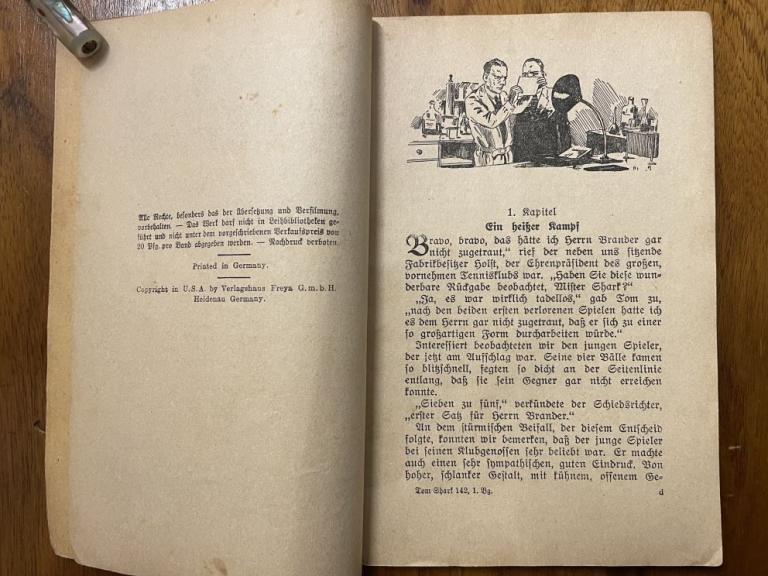 Alle Rechte, besonders das der Übersetzung und Verfilmung,
vorbehalten. — Das Werk darf nicht in Leihbibliotheken ge-
führt und nicht unter dem vorgeschriebenen Verkaufspreis von
20 Pfg. pro Band abgegeben werden. — Nachdruck verboten.
Printed in Germany.
Copyright in U.S.A. by Verlagshaus Freya G.m.b.H.
Heidenau Germany.
1. Kapitel
Ein heißer Kampf
Bravo, bravo, das hätte ich Herrn Brander gar
nicht zugetraut,“ rief der neben uns sitzende
Fabrikbesitzer Holst, der Ehrenpräsident des großen,
vornehmen Tennisklubs war. „Haben Sie diese wun-
derbare Rückgabe beobachtet, Mister Shark?“
„Ja, es war wirklich tadellos,“ gab Tom zu,
„nach den beiden ersten verlorenen Spielen hatte ich
es dem Herrn gar nicht zugetraut, daß er sich zu einer
so großartigen Form durcharbeiten würde.“
Interessiert beobachteten wir den jungen Spieler,
der jetzt am Aufschlag war. Seine vier Bälle kamen
so blitzschnell, fegten so dicht an der Seitenlinie
entlang, daß sie sein Gegner gar nicht erreichen
konnte.
„Sieben zu fünf,“ verkündete der Schiedsrichter,
„erster Satz für Herrn Brander.“
An dem stürmischen Beifall, der diesem Entscheid
folgte, konnten wir bemerken, daß der junge Spieler
bei seinen Klubgenossen sehr beliebt war. Er machte
auch einen sehr sympathischen, guten Eindruck. Von
hoher, schlanker Gestalt, mit kühnem, offenem Ge-
Tom Shark 142, 1. Bg.
d